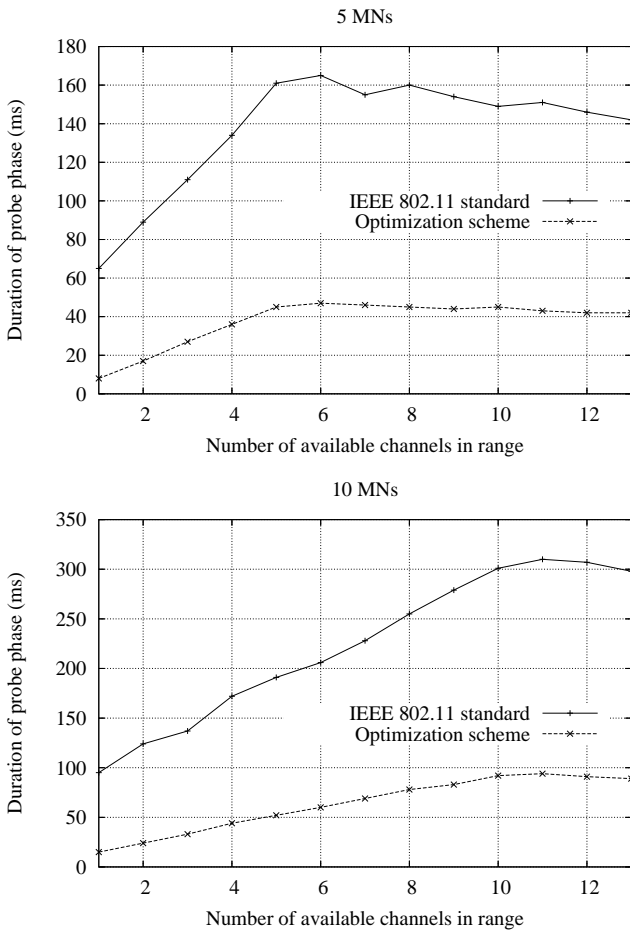 5 MNs
180
160
140
120
100
80
60
40
20
0
Duration of probe phase (ms)
IEEE 802.11 standard
Optimization scheme
2 4 6 8 10 12
Number of available channels in range
10 MNs
350
300
250
200
150
100
50
0
Duration of probe phase (ms)
IEEE 802.11 standard
Optimization scheme
2 4 6 8 10 12
Number of available channels in range